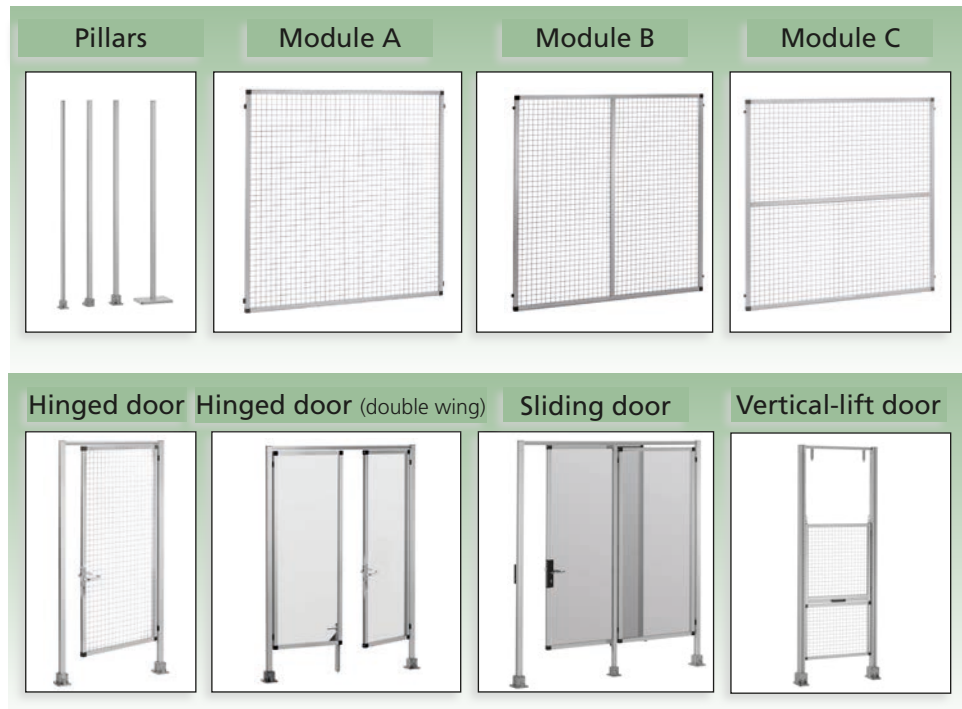 Pillars
Module A
Module B
Module C
Hinged door
Hinged door (double wing)
Sliding door
Vertical-lift door